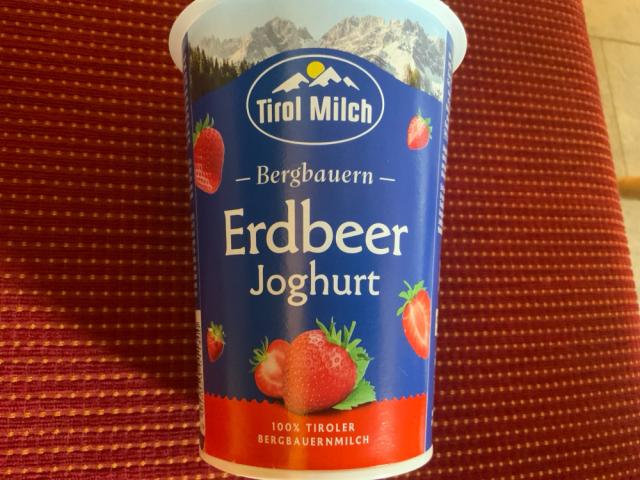 Tirol Milch
– Bergbauern –
Erdbeer
Joghurt
100% TIROLER
BERGBAUERNMILCH